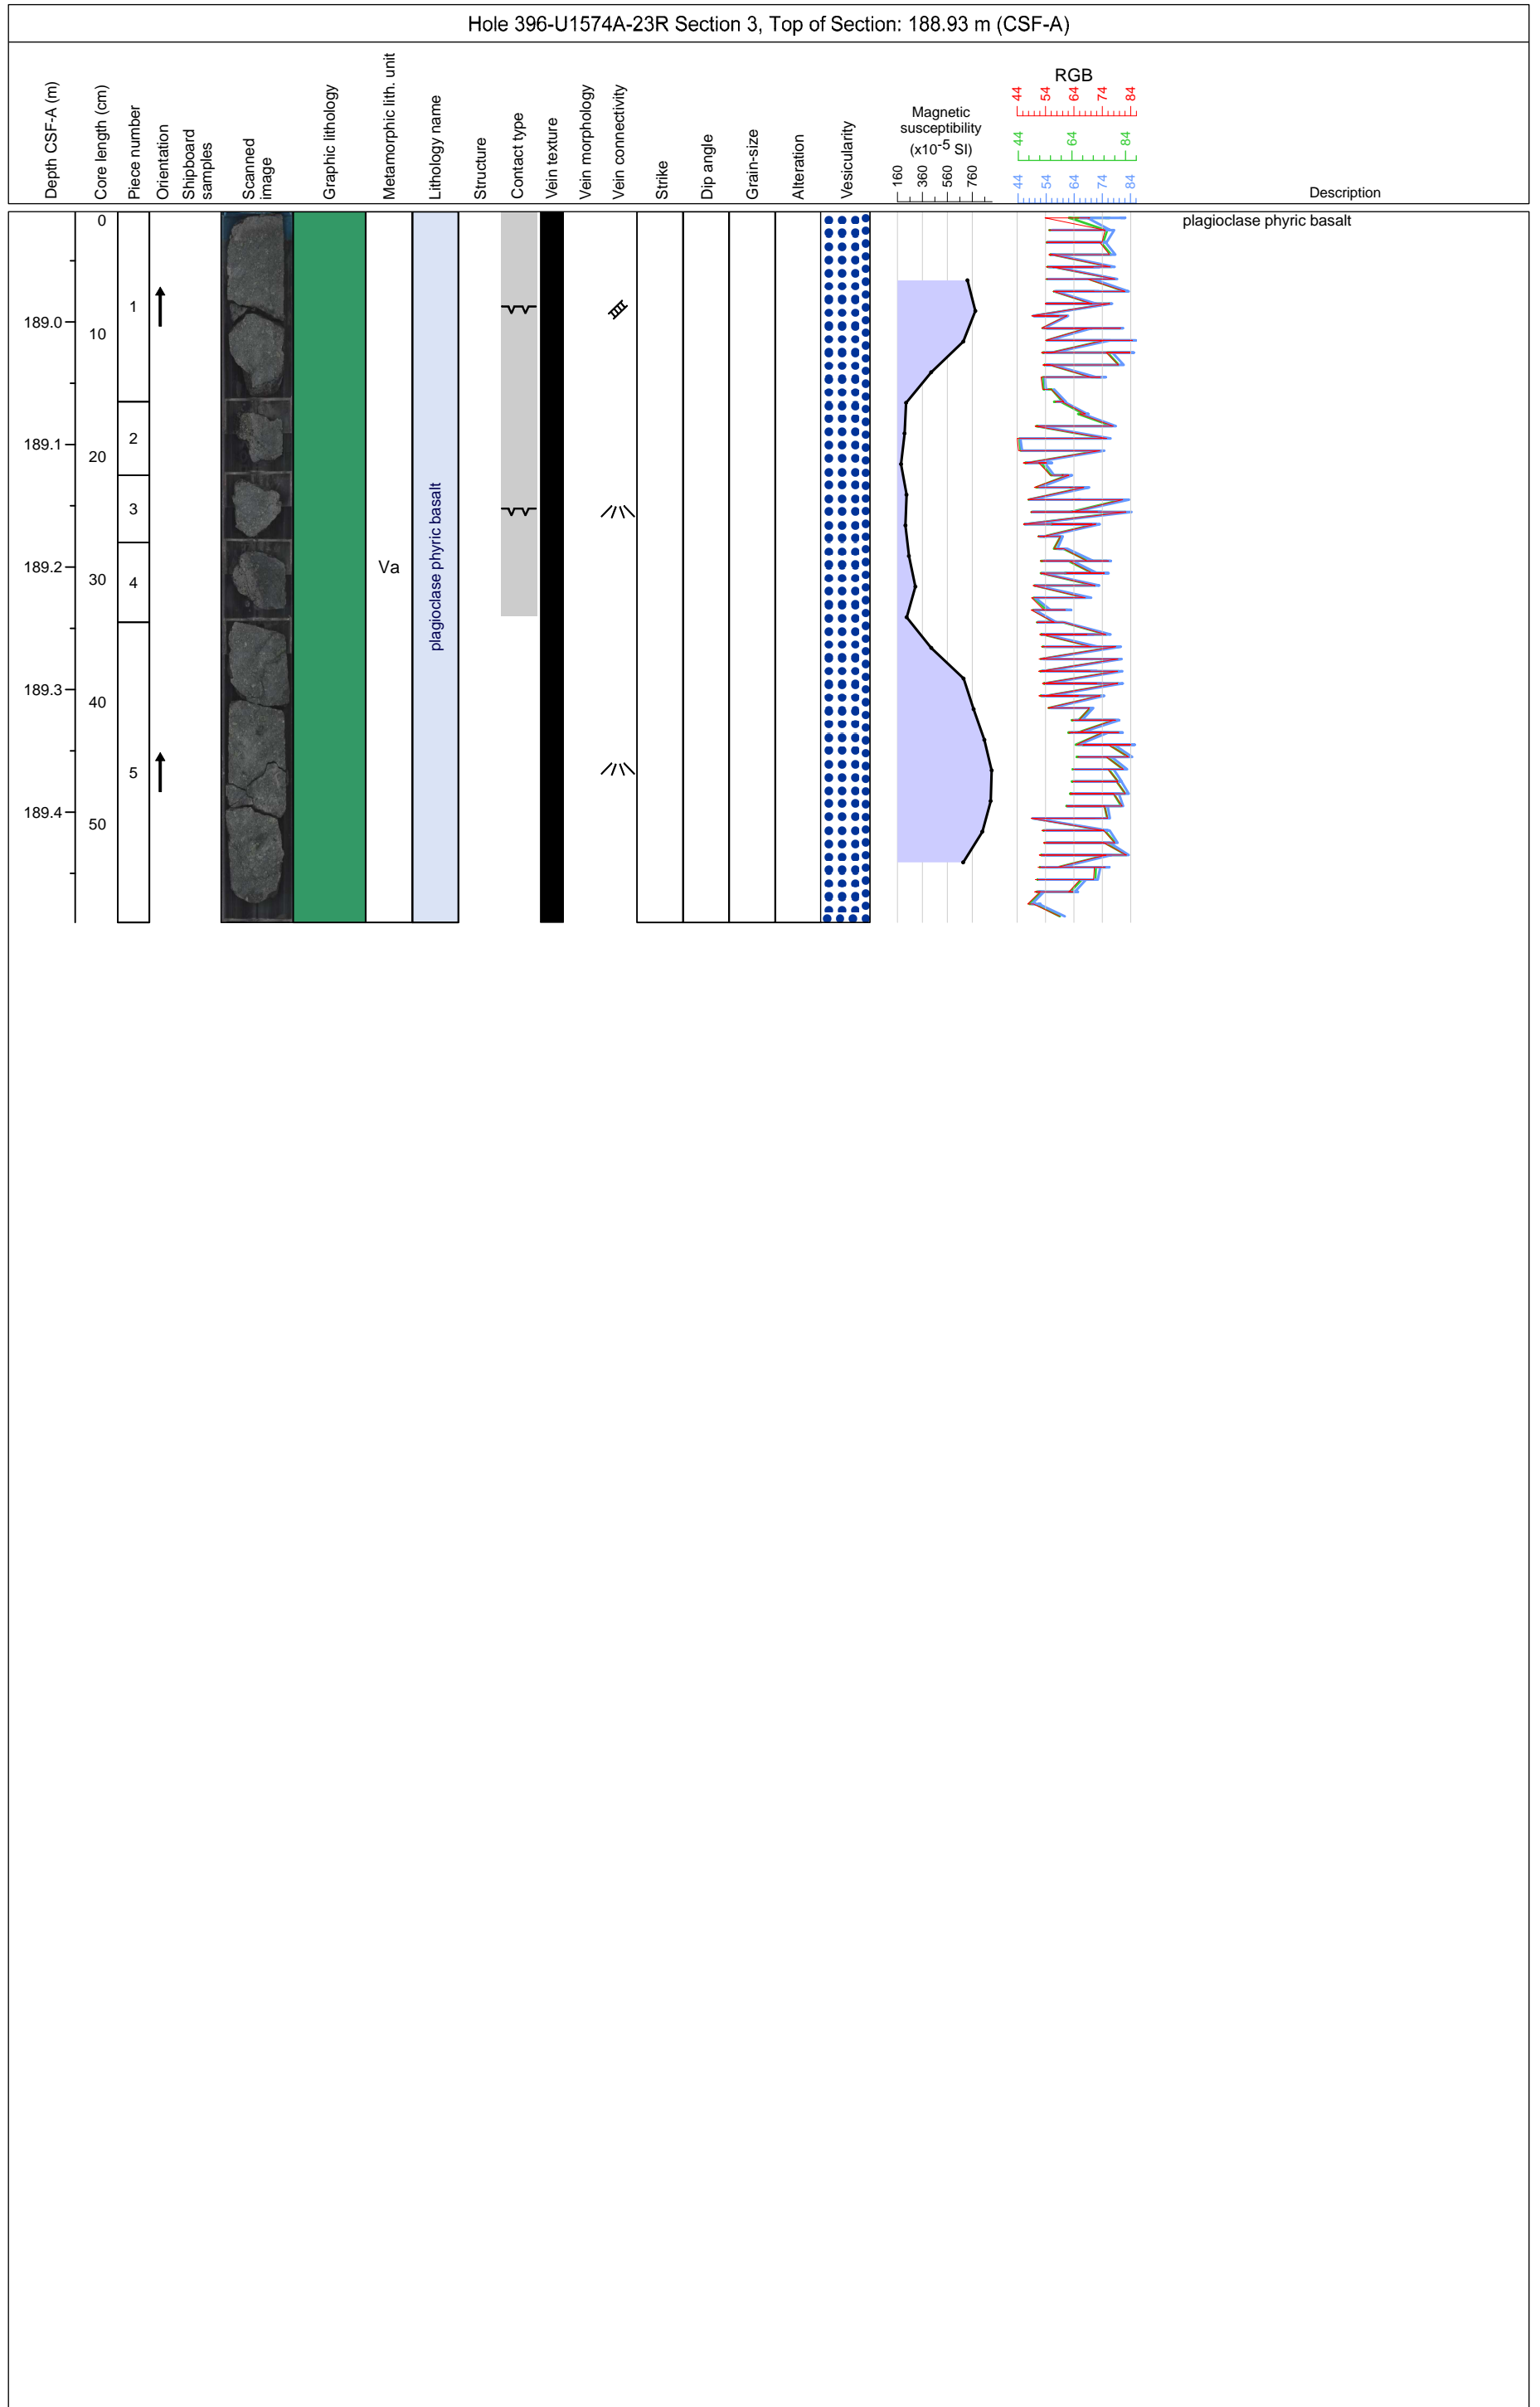 Hole 396-U1574A-23R Section 3, Top of Section: 188.93 m (CSF-A)
Depth CSF-A (m)
Core length (cm)
Piece number
Orientation
Shipboard
samples
Scanned
image
Graphic lithology
Metamorphic lith. unit
Lithology name
Structure
Contact type
Vein texture
Vein morphology
Vein connectivity
Strike
Dip angle
Grain-size
Alteration
Vesicularity
Magnetic
susceptibility
(x10-5 SI)
160 360 560 760
RGB
44 54 64 74 84
44 64 84
44 54 64 74 84
Description
0
plagioclase phyric basalt
1
189.0
10
2
189.1
20
3
plagioclase phyric basalt
Va
189.2
30
4
189.3
40
5
189.4
50